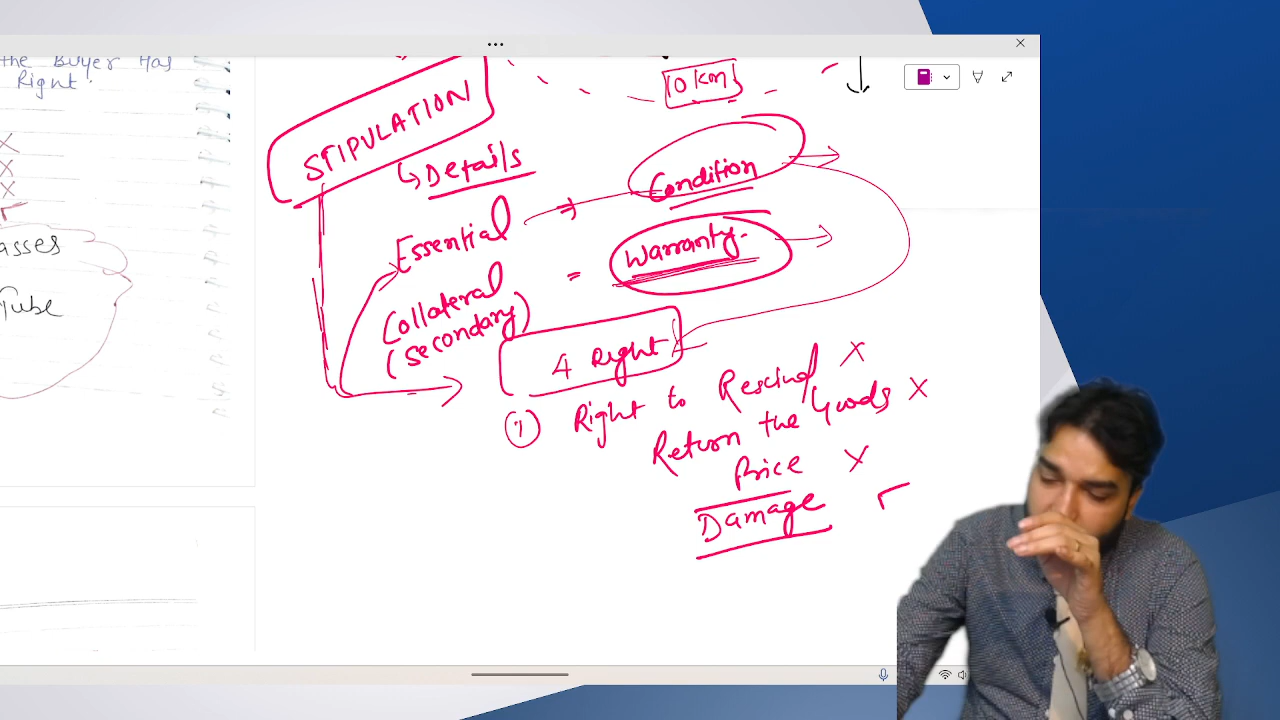 the Buyer Has
Right.
asses
Tube
10 km
STIPULATION
↳ Details
Essential ⇒ Condition
Collateral = Warranty.
(secondary)
4 Right
① Right to Rescind X
Return the Goods X
Price X
Damage